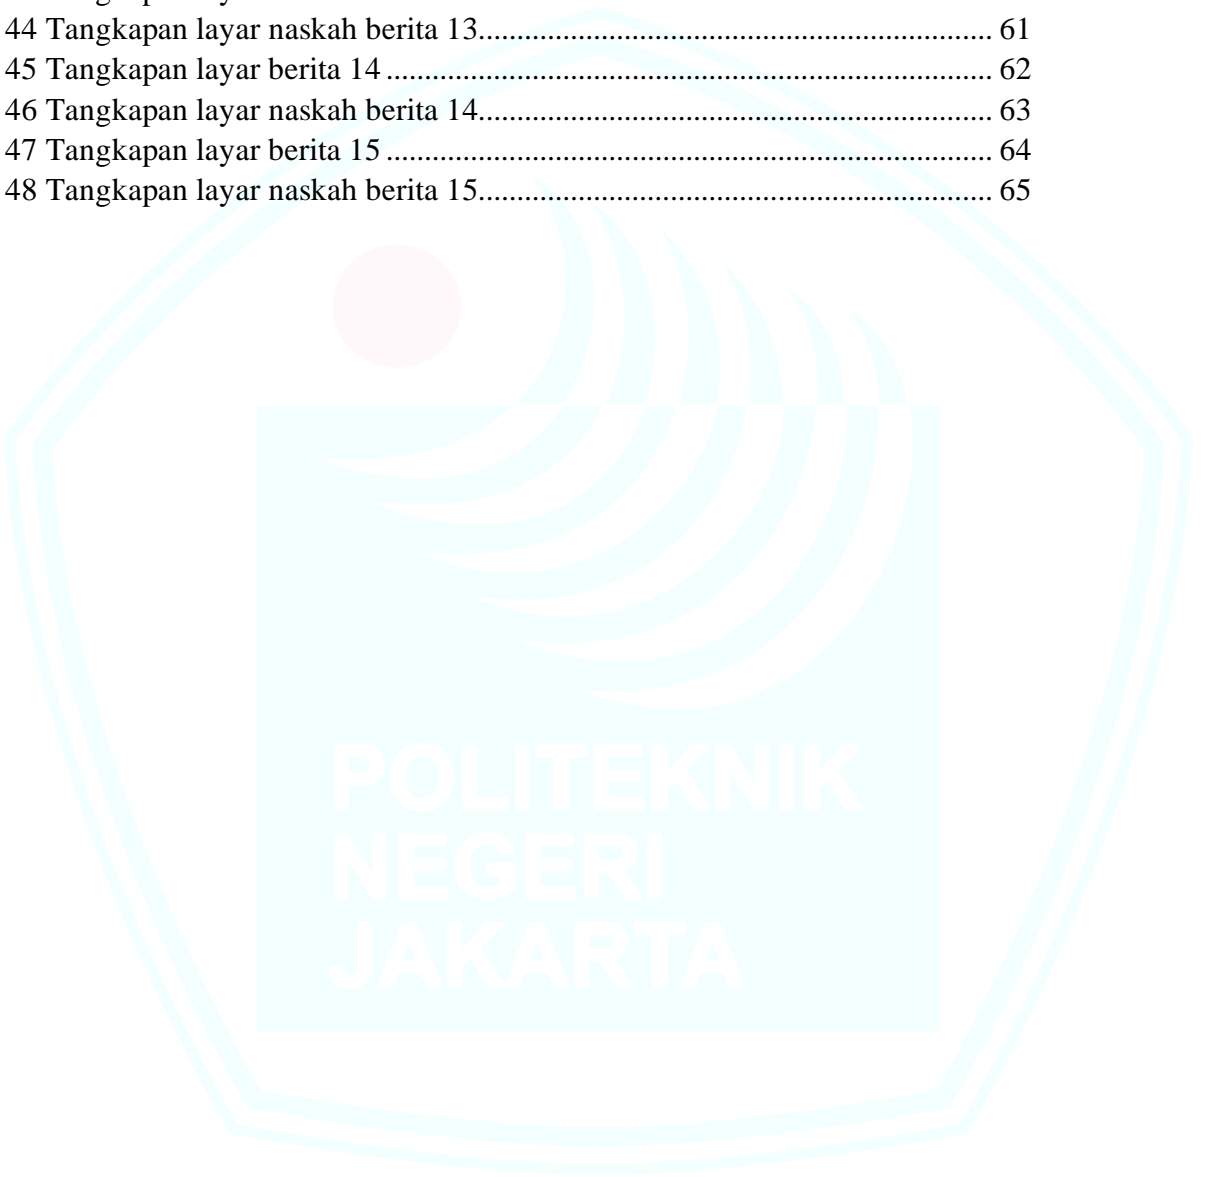 44 Tangkapan layar naskah berita 13.................................................................. 61
45 Tangkapan layar berita 14 .............................................................................. 62
46 Tangkapan layar naskah berita 14.................................................................. 63
47 Tangkapan layar berita 15 .............................................................................. 64
48 Tangkapan layar naskah berita 15.................................................................. 65
POLITEKNIK
NEGERI
JAKARTA